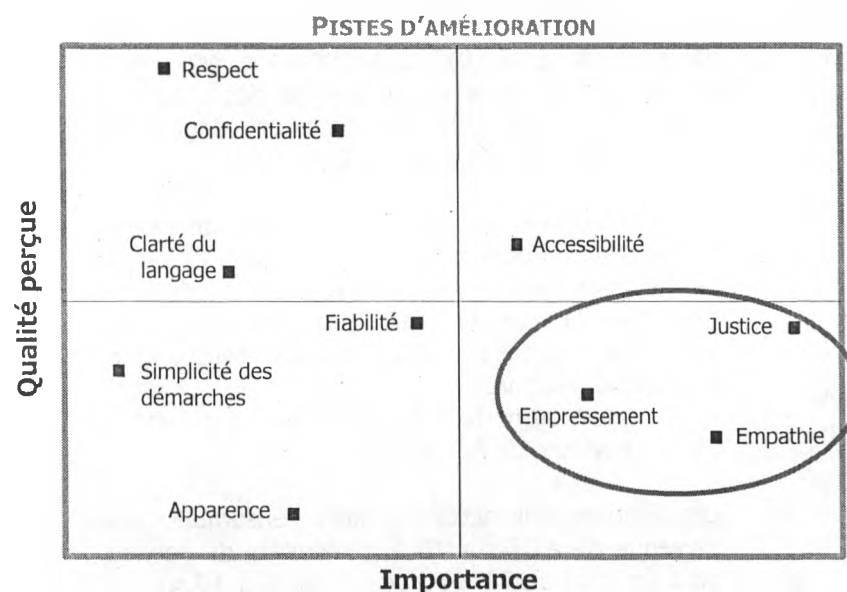 PISTES D'AMÉLIORATION
Respect
Confidentialité
Clarté du
langage
Accessibilité
Fiabilité
Justice
Simplicité des
démarches
Empressement
Empathie
Apparence
Qualité perçue
Importance